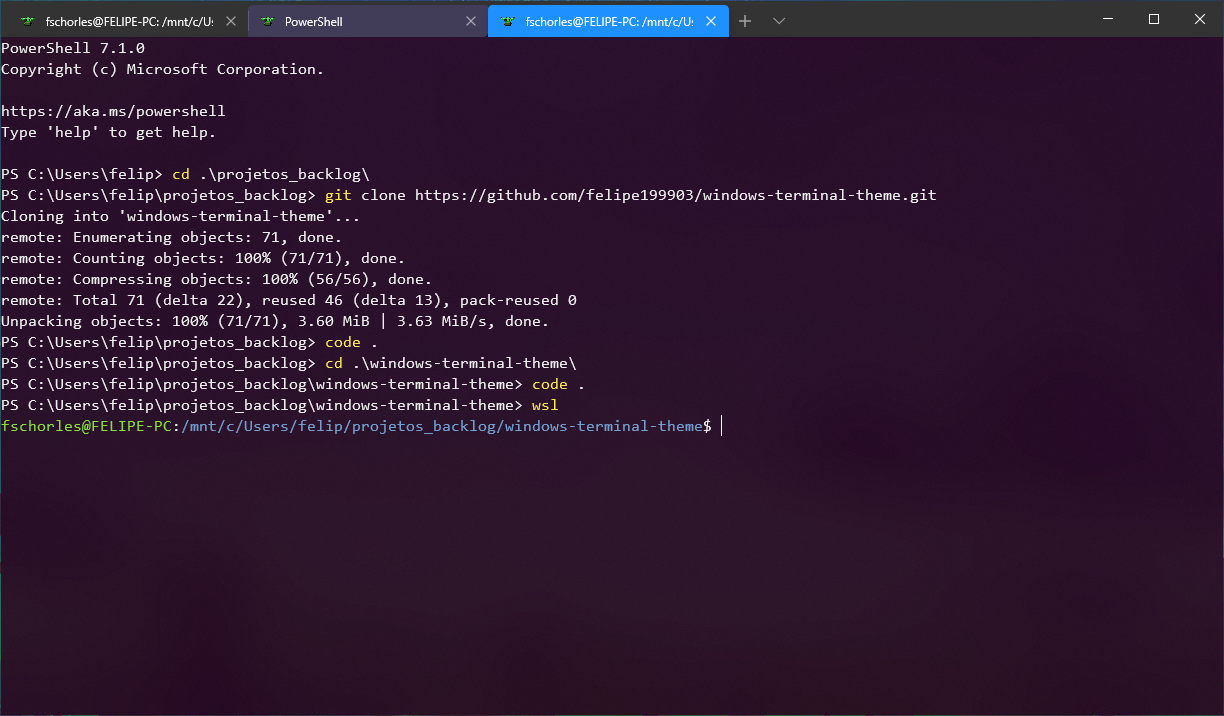 fschorles@FELIPE-PC: /mnt/c/Us
PowerShell
fschorles@FELIPE-PC: /mnt/c/Us
PowerShell 7.1.0
Copyright (c) Microsoft Corporation.
https://aka.ms/powershell
Type 'help' to get help.
PS C:\Users\felip> cd .\projetos_backlog\
PS C:\Users\felip\projetos_backlog> git clone https://github.com/felipe199903/windows-terminal-theme.git
Cloning into 'windows-terminal-theme'...
remote: Enumerating objects: 71, done.
remote: Counting objects: 100% (71/71), done.
remote: Compressing objects: 100% (56/56), done.
remote: Total 71 (delta 22), reused 46 (delta 13), pack-reused 0
Unpacking objects: 100% (71/71), 3.60 MiB | 3.63 MiB/s, done.
PS C:\Users\felip\projetos_backlog> code .
PS C:\Users\felip\projetos_backlog> cd .\windows-terminal-theme\
PS C:\Users\felip\projetos_backlog\windows-terminal-theme> code .
PS C:\Users\felip\projetos_backlog\windows-terminal-theme> wsl
fschorles@FELIPE-PC:/mnt/c/Users/felip/projetos_backlog/windows-terminal-theme$